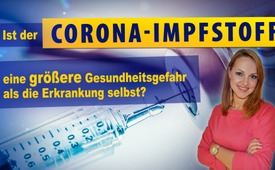 Ist der CORONA-IMPFSTOFF
eine größere Gesundheitsgefahr
als die Erkrankung selbst?